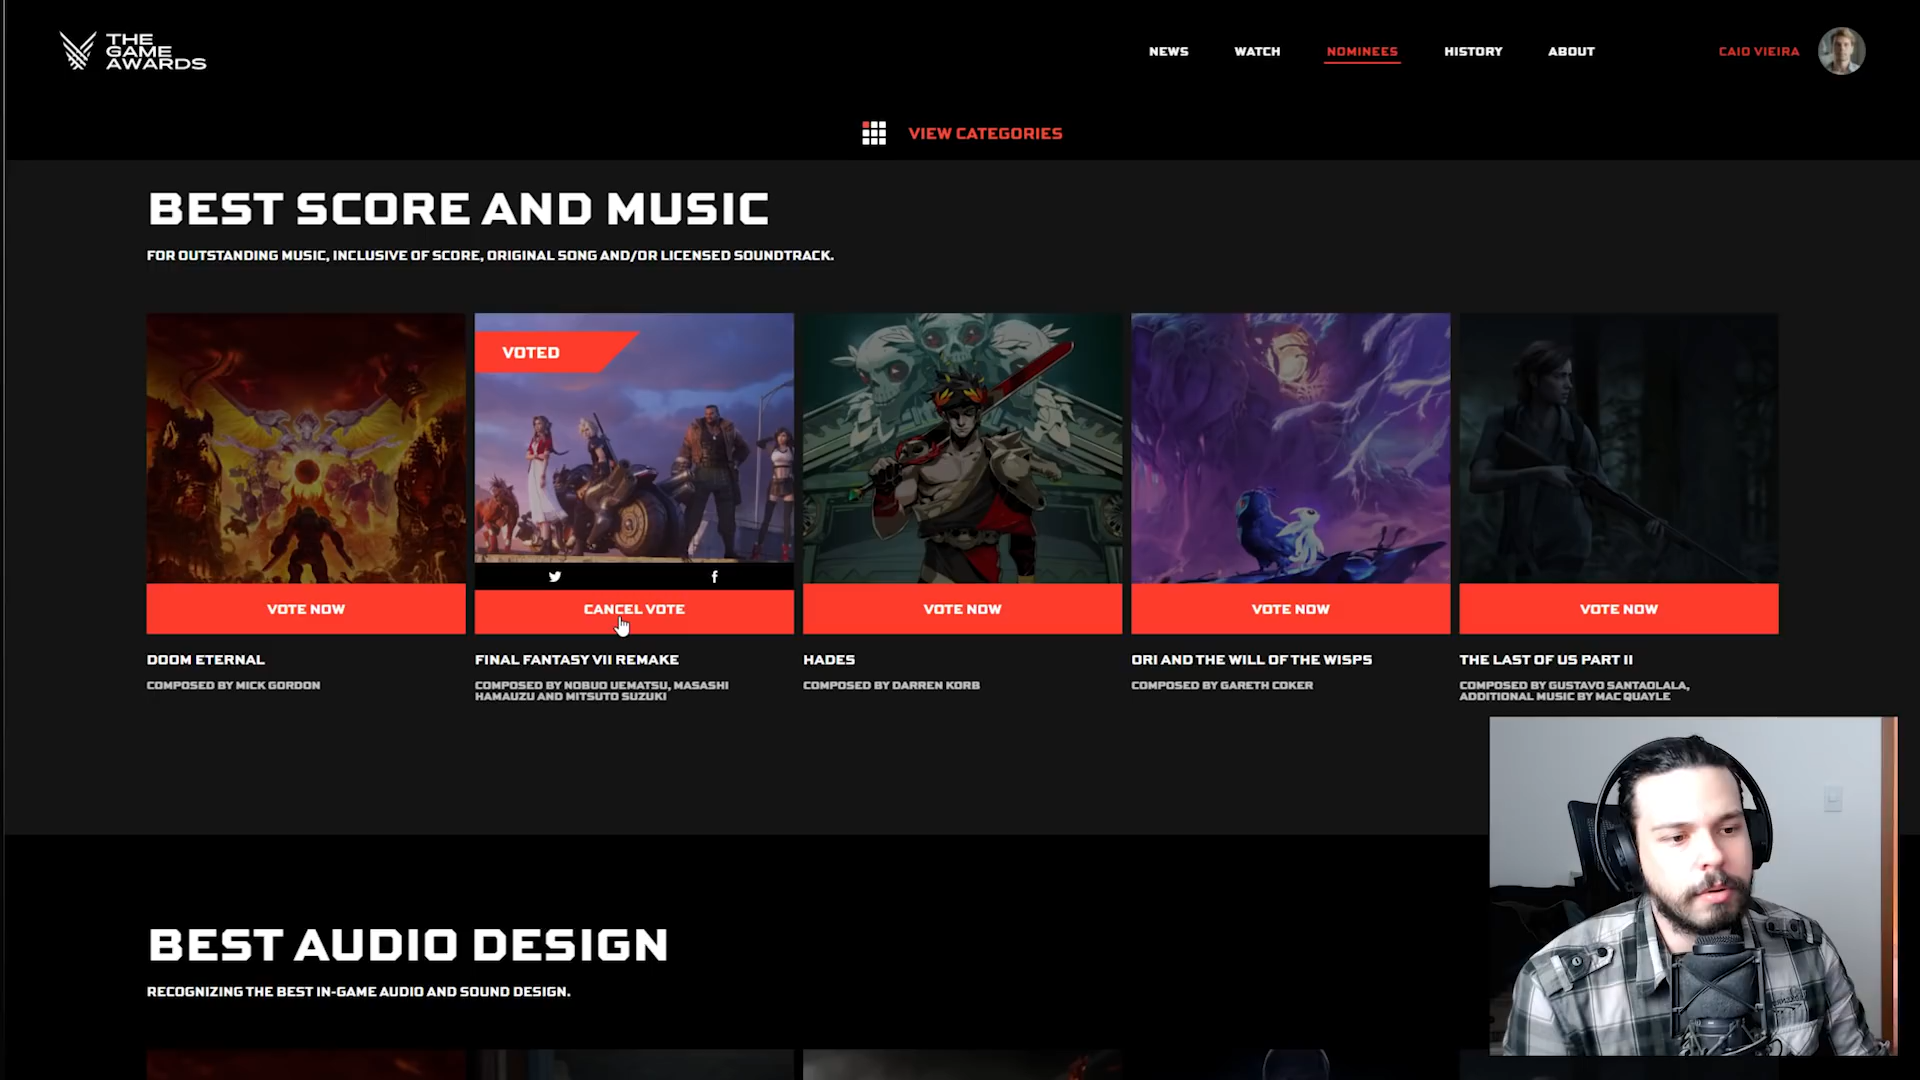 THE
GAME
AWARDS
NEWS
WATCH
NOMINEES
HISTORY
ABOUT
CAIO VIEIRA
VIEW CATEGORIES
BEST SCORE AND MUSIC
FOR OUTSTANDING MUSIC, INCLUSIVE OF SCORE, ORIGINAL SONG AND/OR LICENSED SOUNDTRACK.
VOTED
VOTE NOW
CANCEL VOTE
VOTE NOW
VOTE NOW
VOTE NOW
DOOM ETERNAL
COMPOSED BY MICK GORDON
FINAL FANTASY VII REMAKE
COMPOSED BY NOBUO UEMATSU, MASASHI
HAMAUZU AND MITSUTO SUZUKI
HADES
COMPOSED BY DARREN KORB
ORI AND THE WILL OF THE WISPS
COMPOSED BY GARETH COKER
THE LAST OF US PART II
COMPOSED BY GUSTAVO SANTAOLALA,
ADDITIONAL MUSIC BY MAC QUAYLE
BEST AUDIO DESIGN
RECOGNIZING THE BEST IN-GAME AUDIO AND SOUND DESIGN.